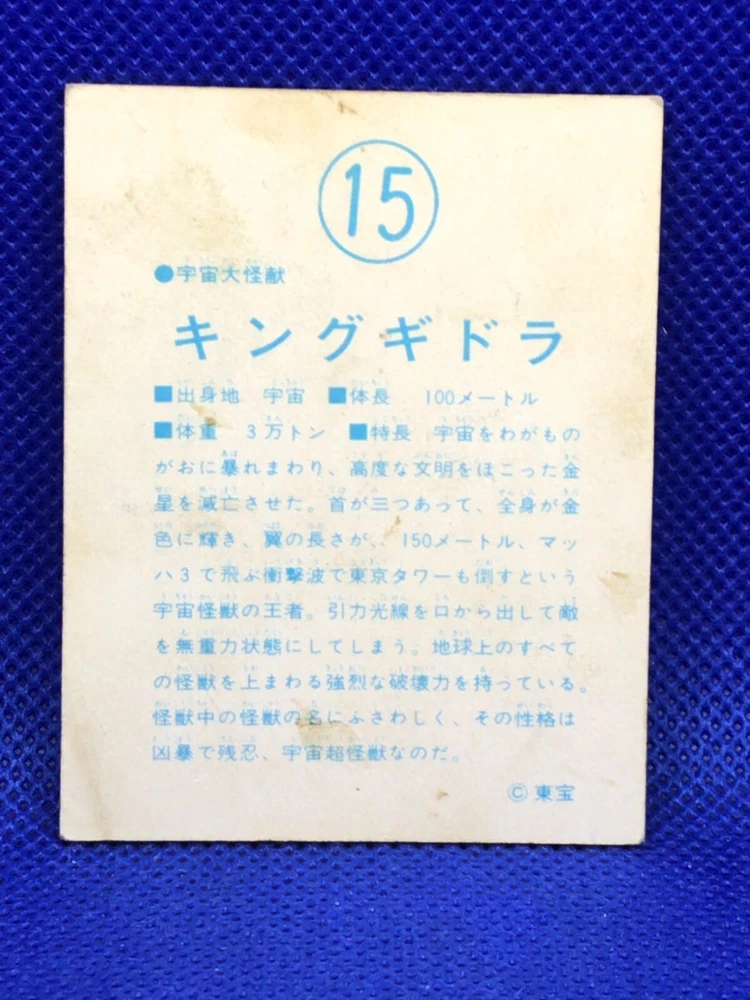 15
●宇宙大怪獣
キングギドラ
■出身地 宇宙 ■体長 100メートル
■体重 3万トン ■特長 宇宙をわがもの
がおに暴れまわり、高度な文明をほこった金
星を滅亡させた。首が三つあって、全身が金
色に輝き、翼の長さが、150メートル、マッ
ハ3で飛ぶ衝撃波で東京タワーも倒すという
宇宙怪獣の王者。引力光線を口から出して敵
を無重力状態にしてしまう。地球上のすべて
の怪獣を上まわる強烈な破壊力を持っている。
怪獣中の怪獣の名にふさわしく、その性格は
凶暴で残忍、宇宙超怪獣なのだ。
©東宝